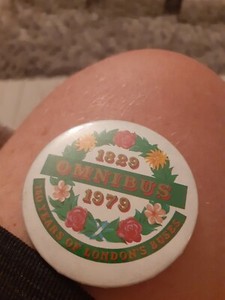 1829
OMNIBUS
1979
150 YEARS OF LONDON'S BUSES